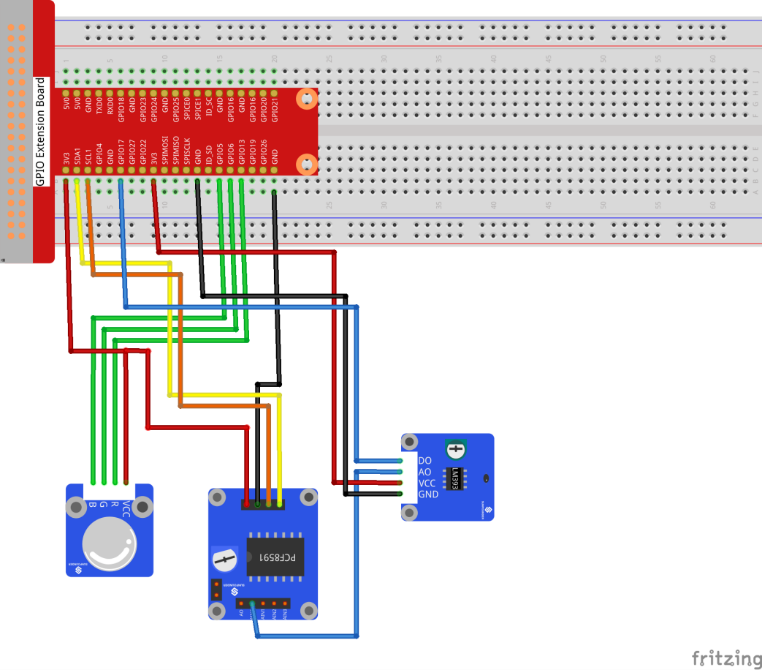 GPIO Extension Board
5V0
5V0
GND
TXD0
RXD0
GPIO18
GND
GPIO23
GPIO24
GND
GPIO25
SPICE0
SPICE1
ID_SC
GND
GPIO16
GND
GPIO16
GPIO20
GPIO21
3V3
SDA1
SCL1
GPIO4
GND
GPIO17
GPIO27
GPIO22
3V3
SPIMOSI
SPIMISO
SPISCLK
GND
ID_SD
GPIO5
GPIO6
GPIO13
GPIO19
GPIO26
GND
B
G
R
VCC
PCF8591
DO
AO
VCC
GND
LM393
fritzing